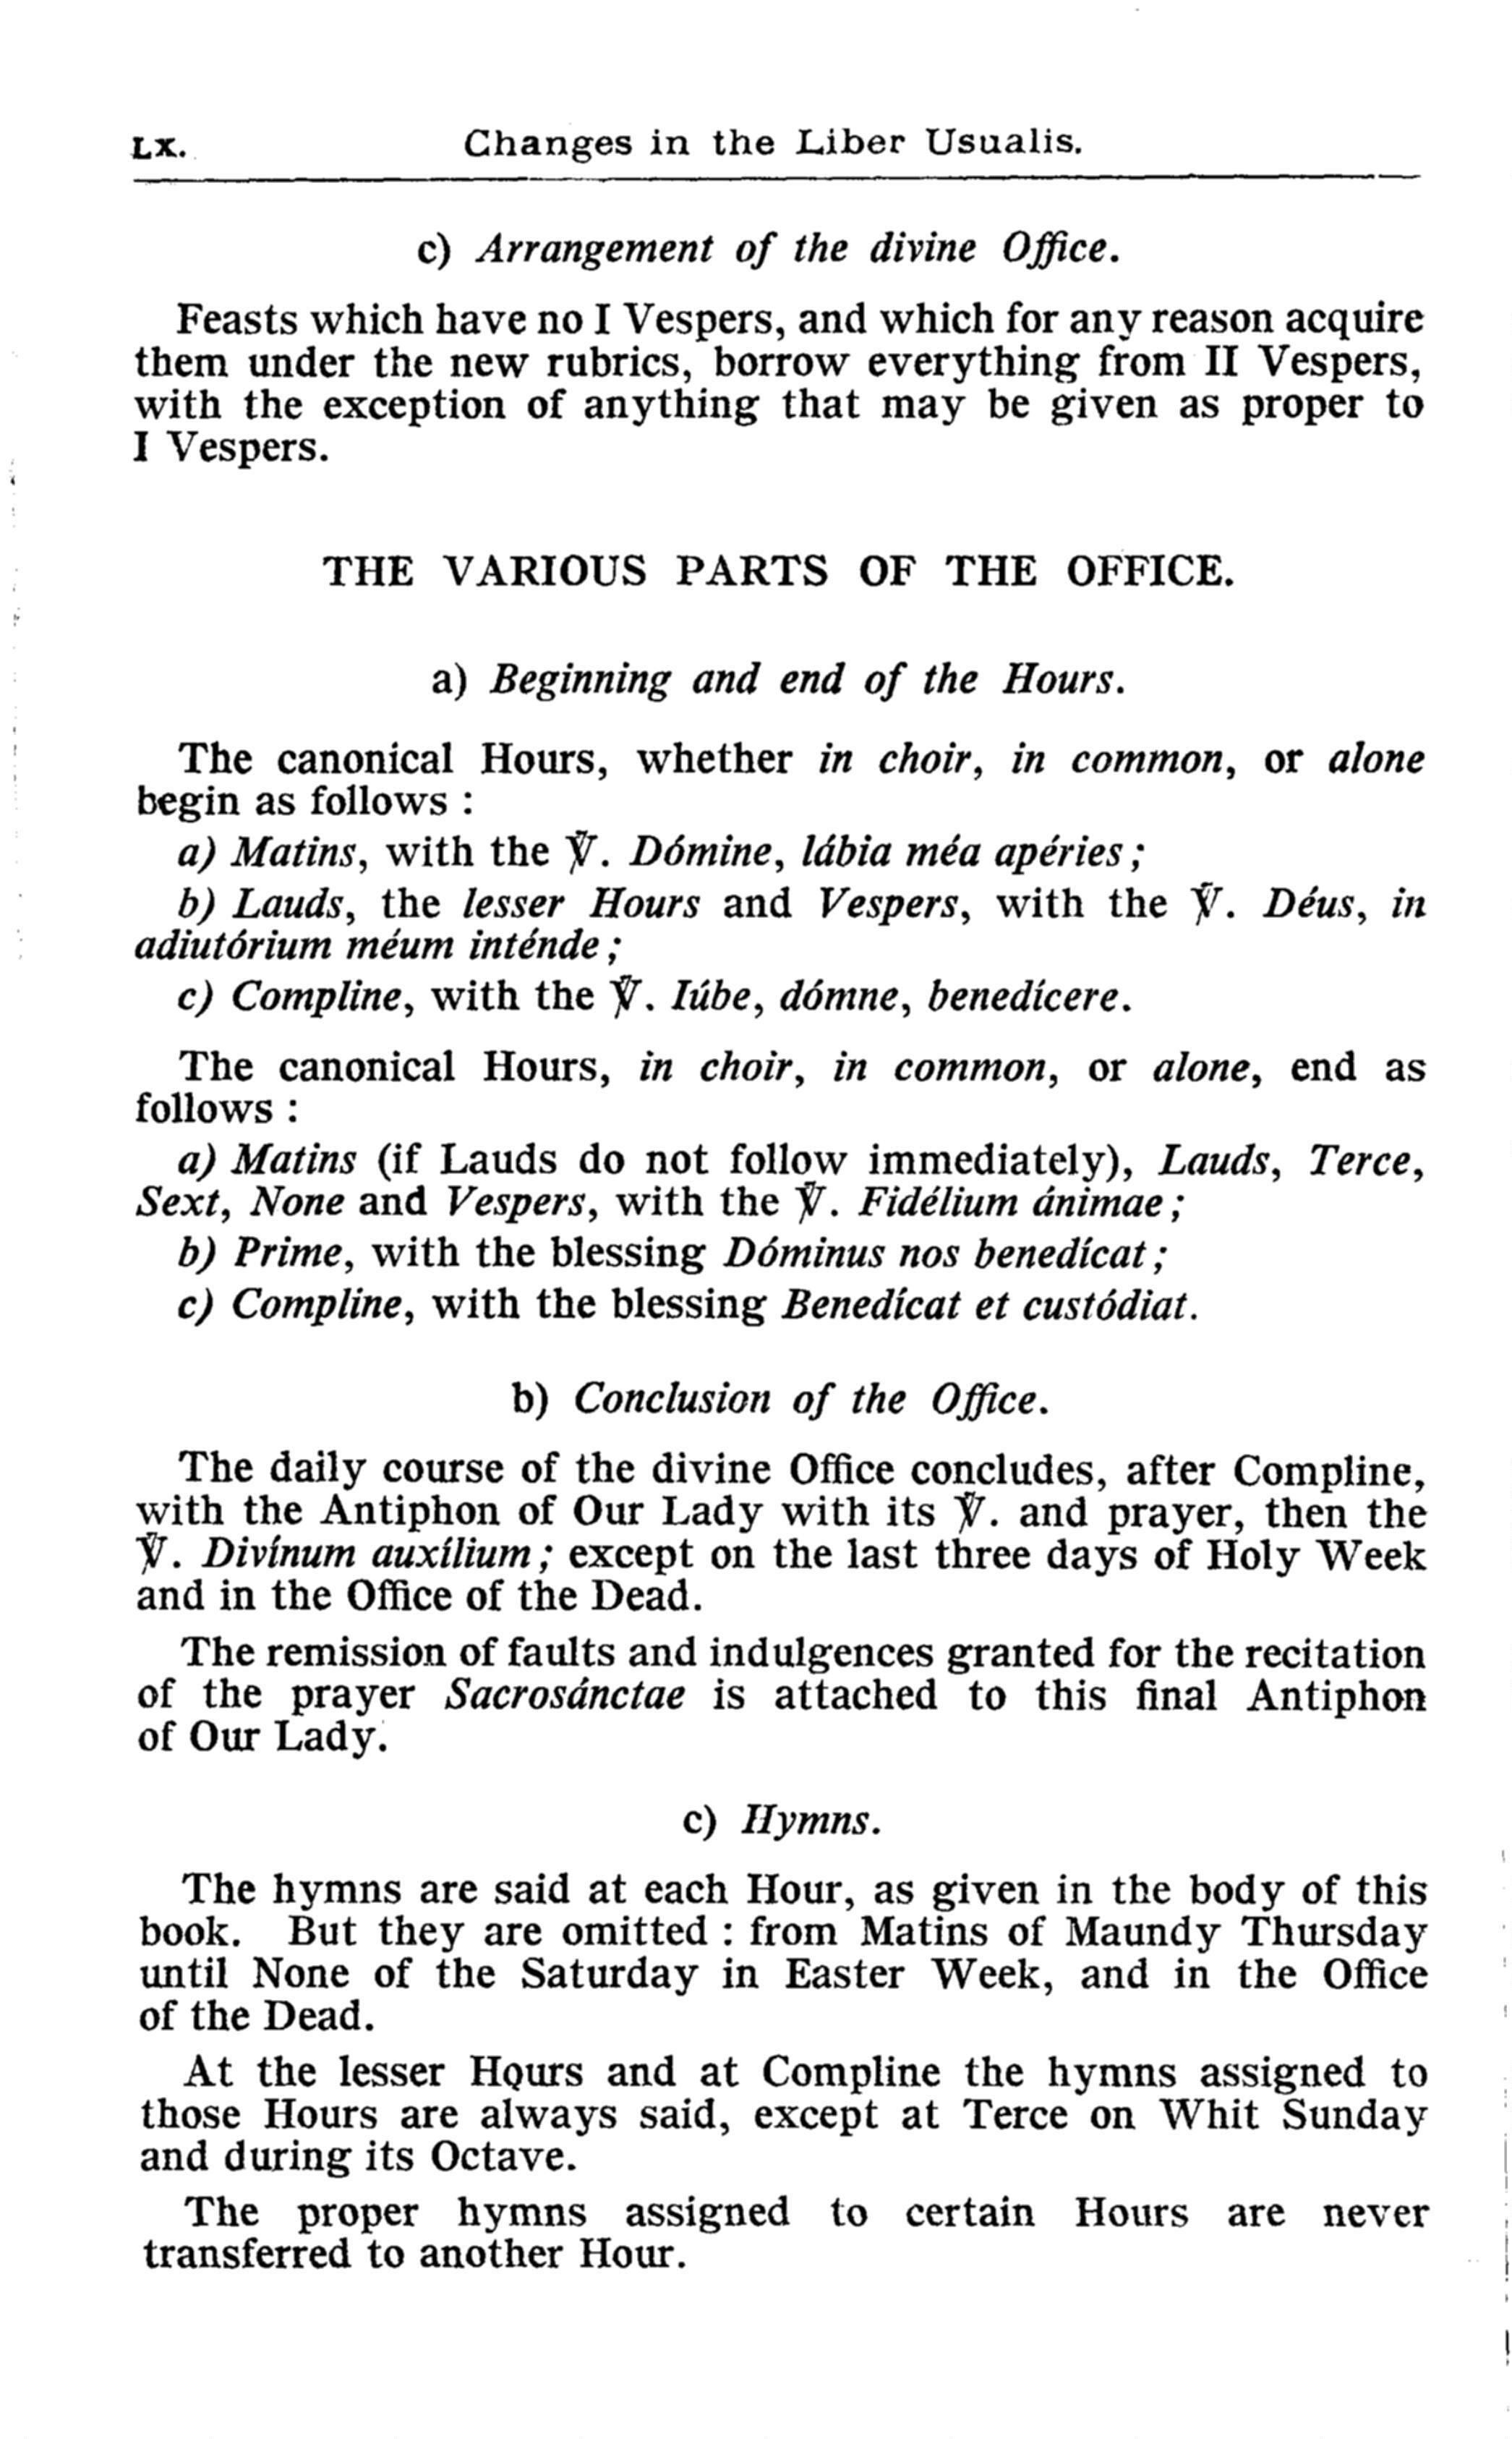 LX. Changes in the Liber Usualis.
c) Arrangement of the divine Office.
Feasts which have no I Vespers, and which for any reason acquire
them under the new rubrics, borrow everything from II Vespers,
with the exception of anything that may be given as proper to
I Vespers.
THE VARIOUS PARTS OF THE OFFICE.
a) Beginning and end of the Hours.
The canonical Hours, whether in choir, in common, or alone
begin as follows :
a) Matins, with the ℣. Dómine, lábia méa apéries ;
b) Lauds, the lesser Hours and Vespers, with the ℣. Déus, in
adiutórium méum inténde ;
c) Compline, with the ℣. Iúbe, dómne, benedícere.
The canonical Hours, in choir, in common, or alone, end as
follows :
a) Matins (if Lauds do not follow immediately), Lauds, Terce,
Sext, None and Vespers, with the ℣. Fidélium ánimae ;
b) Prime, with the blessing Dóminus nos benedícat ;
c) Compline, with the blessing Benedícat et custódiat.
b) Conclusion of the Office.
The daily course of the divine Office concludes, after Compline,
with the Antiphon of Our Lady with its ℣. and prayer, then the
℣. Divínum auxílium ; except on the last three days of Holy Week
and in the Office of the Dead.
The remission of faults and indulgences granted for the recitation
of the prayer Sacrosánctae is attached to this final Antiphon
of Our Lady.
c) Hymns.
The hymns are said at each Hour, as given in the body of this
book. But they are omitted : from Matins of Maundy Thursday
until None of the Saturday in Easter Week, and in the Office
of the Dead.
At the lesser Hours and at Compline the hymns assigned to
those Hours are always said, except at Terce on Whit Sunday
and during its Octave.
The proper hymns assigned to certain Hours are never
transferred to another Hour.